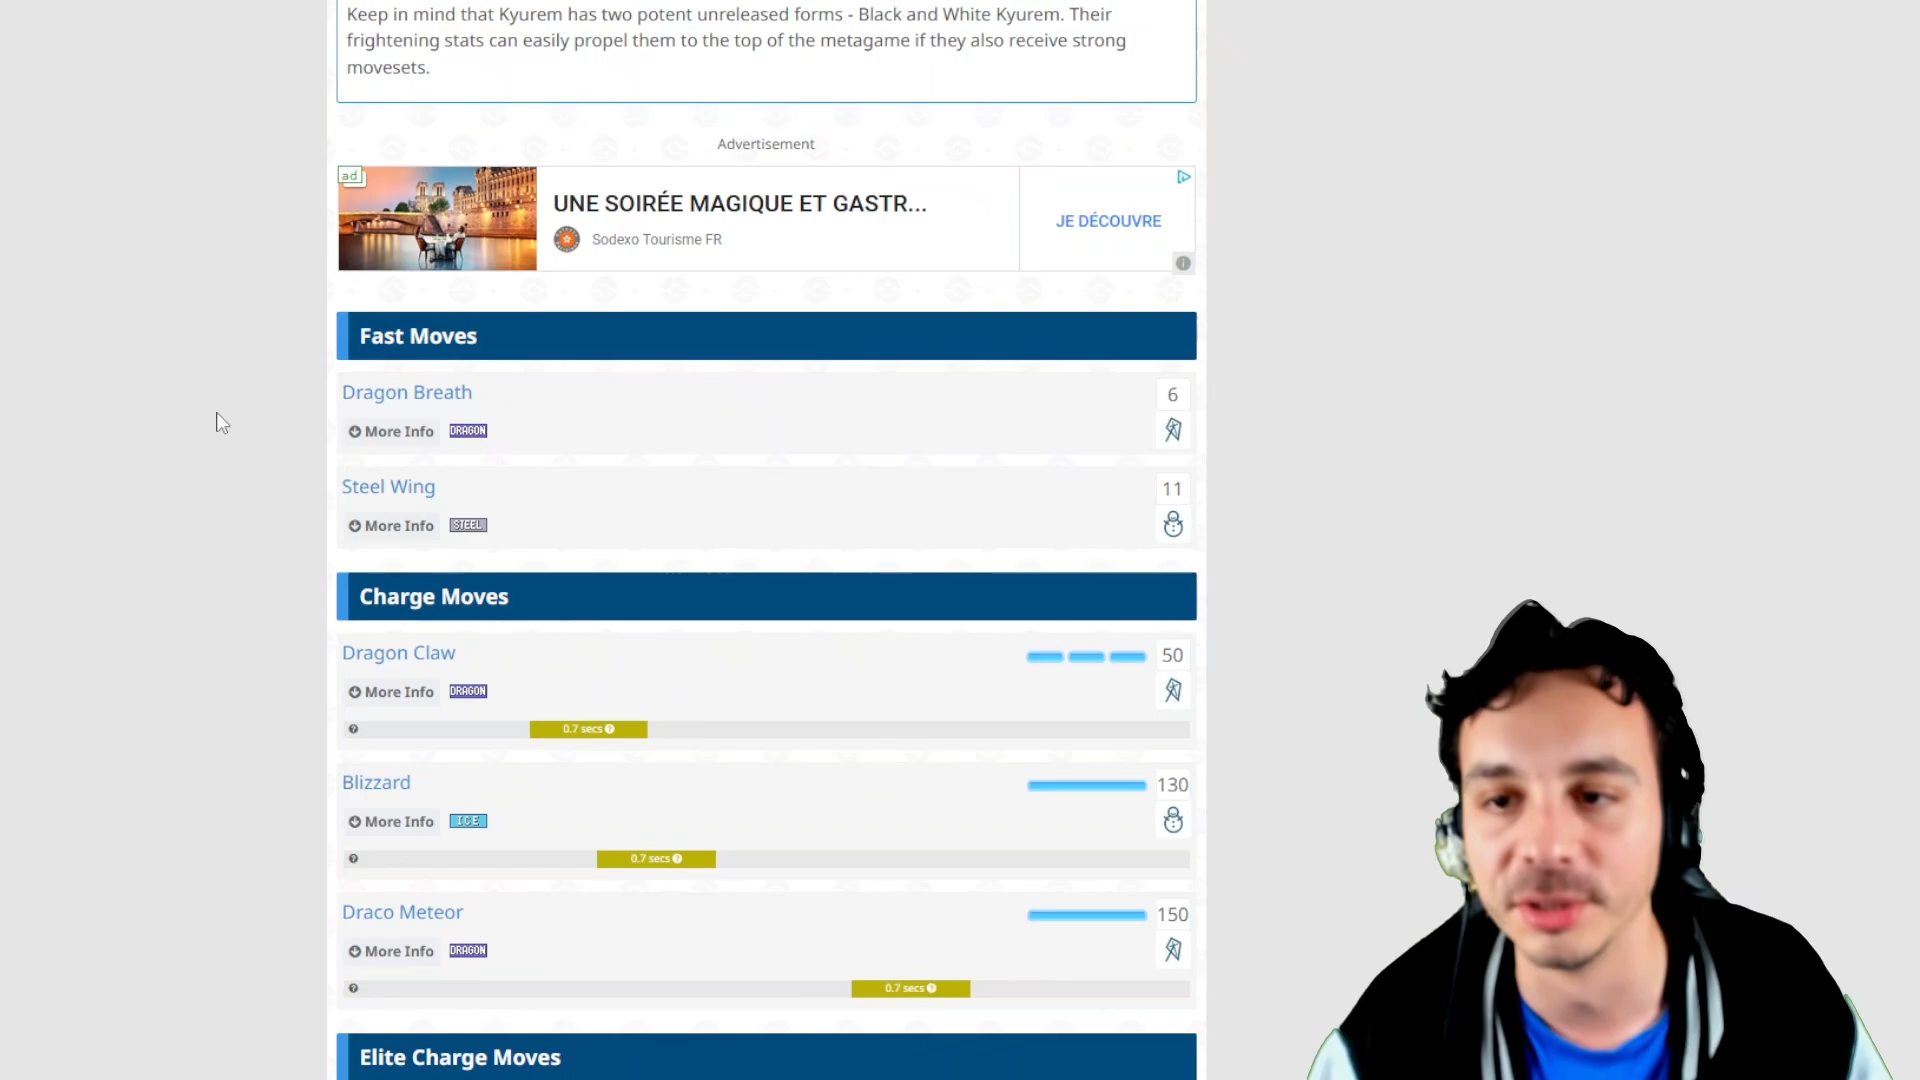 Keep in mind that Kyurem has two potent unreleased forms - Black and White Kyurem. Their
frightening stats can easily propel them to the top of the metagame if they also receive strong
movesets.
Advertisement
ad
UNE SOIRÉE MAGIQUE ET GASTR...
Sodexo Tourisme FR
JE DÉCOUVRE
Fast Moves
Dragon Breath
6
More Info
DRAGON
Steel Wing
11
More Info
STEEL
Charge Moves
Dragon Claw
50
More Info
DRAGON
0.7 secs
Blizzard
130
More Info
ICE
0.7 secs
Draco Meteor
150
More Info
DRAGON
0.7 secs
Elite Charge Moves